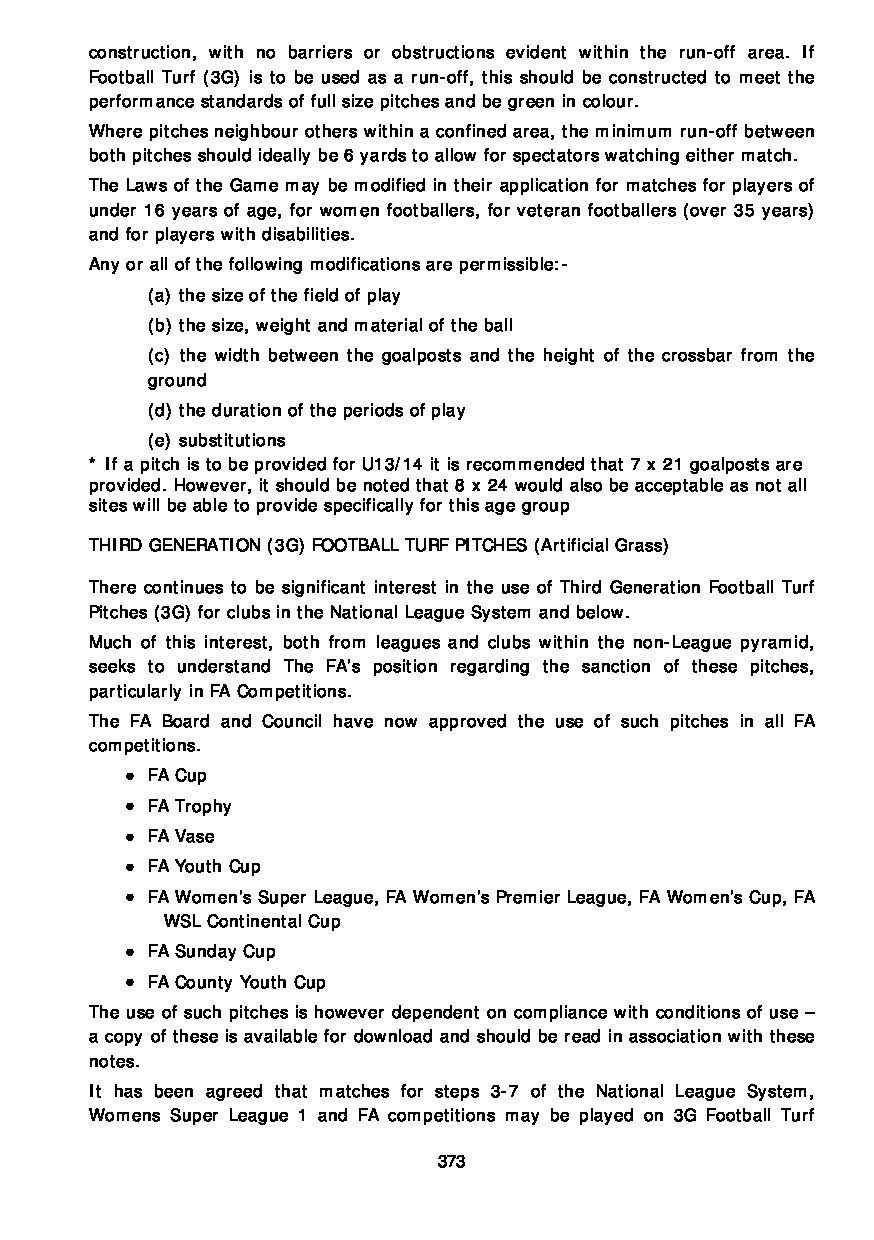 construction, with no barriers or obstructions evident within the run-off area. If
Football Turf (3G) is to be used as a run-off, this should be constructed to meet the
performance standards of full size pitches and be green in colour.
Where pitches neighbour others within a confined area, the minimum run-off between
both pitches should ideally be 6 yards to allow for spectators watching either match.
The Laws of the Game may be modified in their application for matches for players of
under 16 years of age, for women footballers, for veteran footballers (over 35 years)
and for players with disabilities.
Any or all of the following modifications are permissible:-
(a) the size of the field of play
(b) the size, weight and material of the ball
(c) the width between the goalposts and the height of the crossbar from the
ground
(d) the duration of the periods of play
(e) substitutions
* If a pitch is to be provided for U13/14 it is recommended that 7 x 21 goalposts are
provided. However, it should be noted that 8 x 24 would also be acceptable as not all
sites will be able to provide specifically for this age group
THIRD GENERATION (3G) FOOTBALL TURF PITCHES (Artificial Grass)
There continues to be significant interest in the use of Third Generation Football Turf
Pitches (3G) for clubs in the National League System and below.
Much of this interest, both from leagues and clubs within the non-League pyramid,
seeks to understand The FA's position regarding the sanction of these pitches,
particularly in FA Competitions.
The FA Board and Council have now approved the use of such pitches in all FA
competitions.
• FA Cup
• FA Trophy
• FA Vase
• FA Youth Cup
• FA Women's Super League, FA Women's Premier League, FA Women's Cup, FA
WSL Continental Cup
• FA Sunday Cup
• FA County Youth Cup
The use of such pitches is however dependent on compliance with conditions of use –
a copy of these is available for download and should be read in association with these
notes.
It has been agreed that matches for steps 3-7 of the National League System,
Womens Super League 1 and FA competitions may be played on 3G Football Turf
373